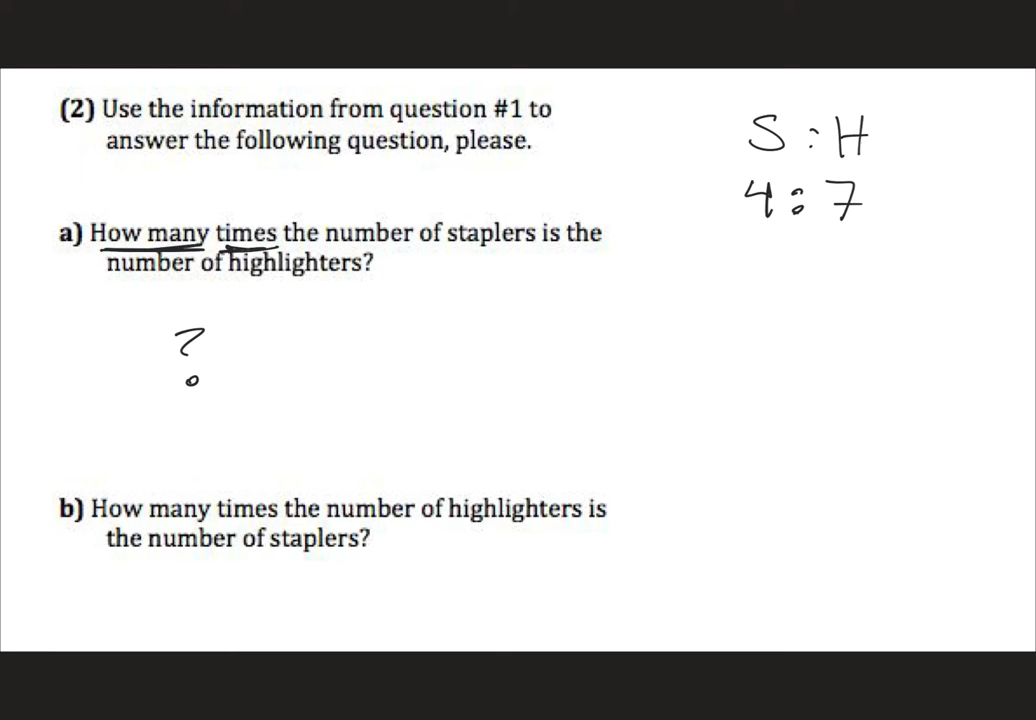 (2) Use the information from question #1 to
answer the following question, please.
S : H
4 : 7
a) How many times the number of staplers is the
number of highlighters?
?
b) How many times the number of highlighters is
the number of staplers?